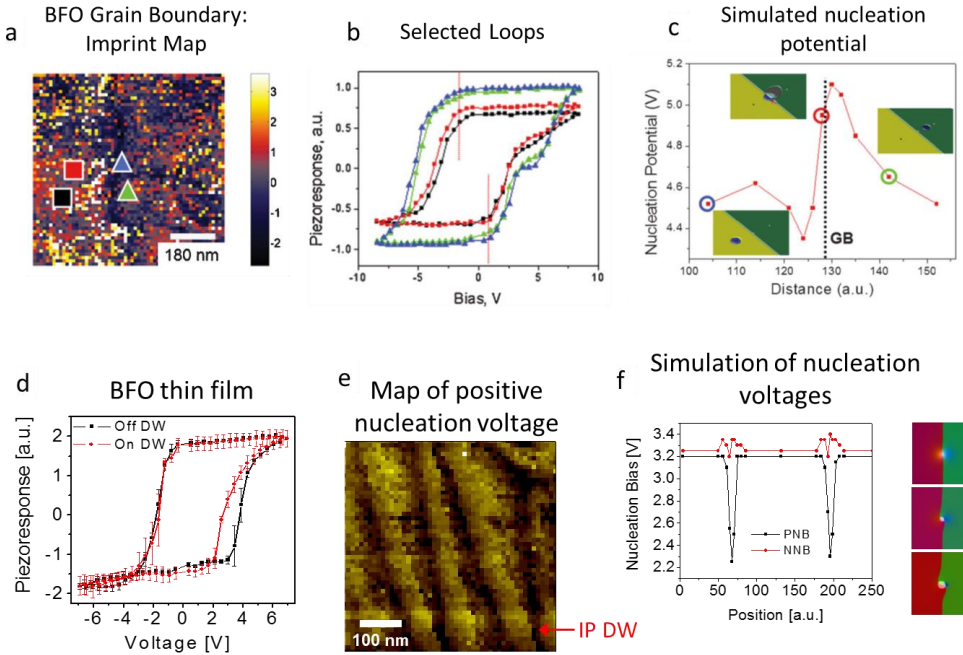 a
BFO Grain Boundary:
Imprint Map
3
2
1
0
-1
-2
180 nm
b
Selected Loops
Piezoresponse, a.u.
1.0
0.5
0.0
-0.5
-1.0
-10
-5
0
5
10
Bias, V
c
Simulated nucleation
potential
Nucleation Potential (V)
5.2
5.0
4.8
4.6
4.4
GB
100
110
120
130
140
150
Distance (a.u.)
d
BFO thin film
Piezoresponse [a.u.]
2
1
0
-1
-2
Off DW
On DW
-6
-4
-2
0
2
4
6
Voltage [V]
e
Map of positive
nucleation voltage
100 nm
IP DW
f
Simulation of nucleation
voltages
Nucleation Bias [V]
3.4
3.2
3.0
2.8
2.6
2.4
2.2
PNB
NNB
0
50
100
150
200
250
Position [a.u.]